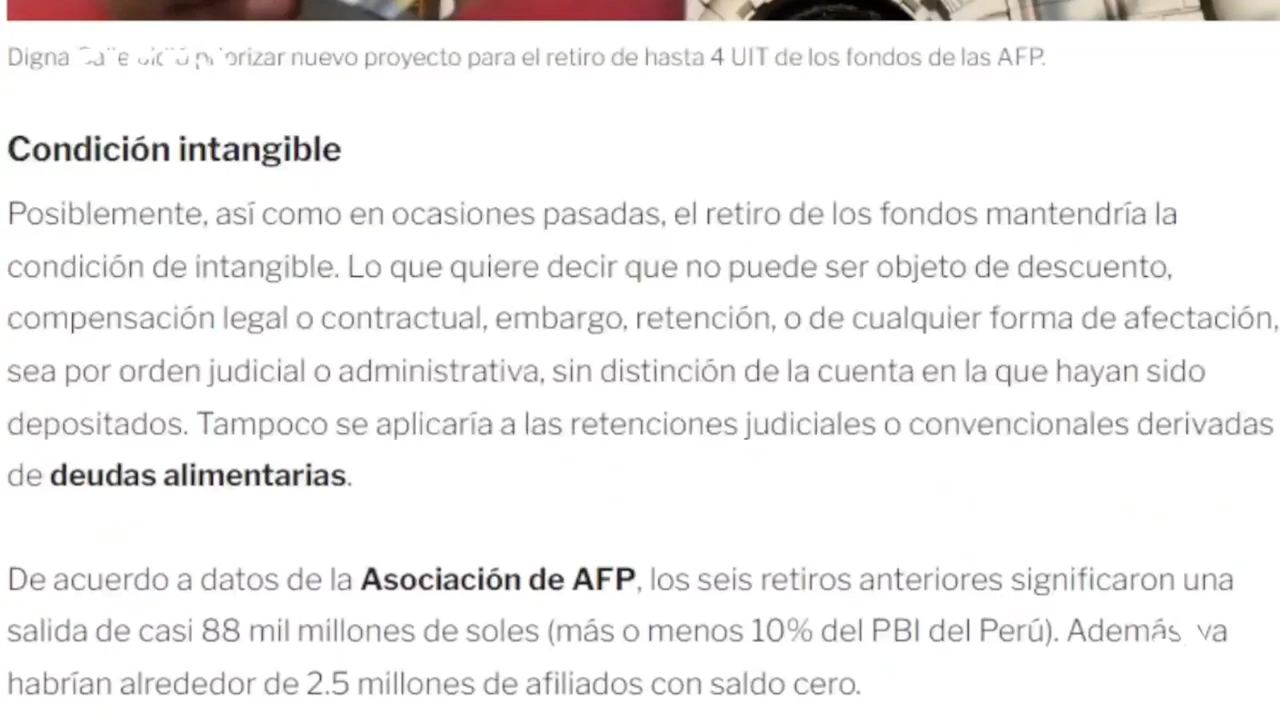 Digna orizar nuevo proyecto para el retiro de hasta 4 UIT de los fondos de las AFP.
Condición intangible
Posiblemente, así como en ocasiones pasadas, el retiro de los fondos mantendría la
condición de intangible. Lo que quiere decir que no puede ser objeto de descuento,
compensación legal o contractual, embargo, retención, o de cualquier forma de afectación,
sea por orden judicial o administrativa, sin distinción de la cuenta en la que hayan sido
depositados. Tampoco se aplicaría a las retenciones judiciales o convencionales derivadas
de deudas alimentarias.
De acuerdo a datos de la Asociación de AFP, los seis retiros anteriores significaron una
salida de casi 88 mil millones de soles (más o menos 10% del PBI del Perú). Además va
habrían alrededor de 2.5 millones de afiliados con saldo cero.